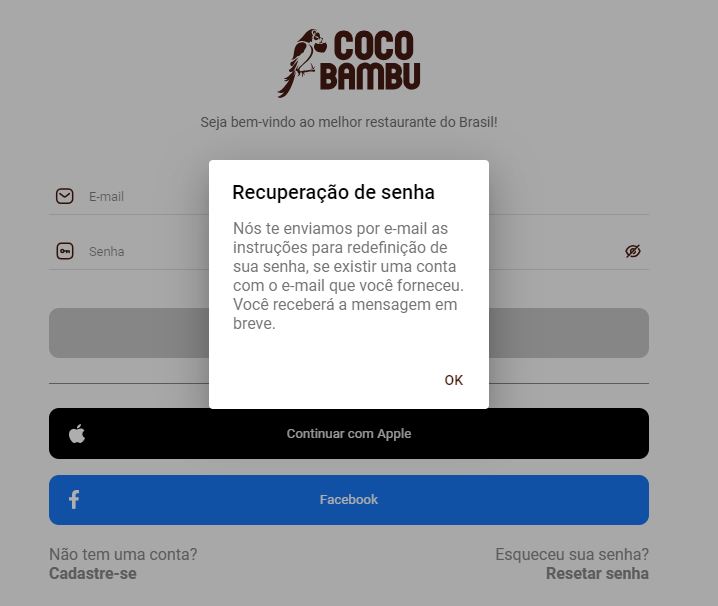 COCO
BAMBU
Seja bem-vindo ao melhor restaurante do Brasil!
E-mail
Senha
Recuperação de senha
Nós te enviamos por e-mail as
instruções para redefinição de
sua senha, se existir uma conta
com o e-mail que você forneceu.
Você receberá a mensagem em
breve.
OK
Continuar com Apple
Facebook
Não tem uma conta?
Cadastre-se
Esqueceu sua senha?
Resetar senha